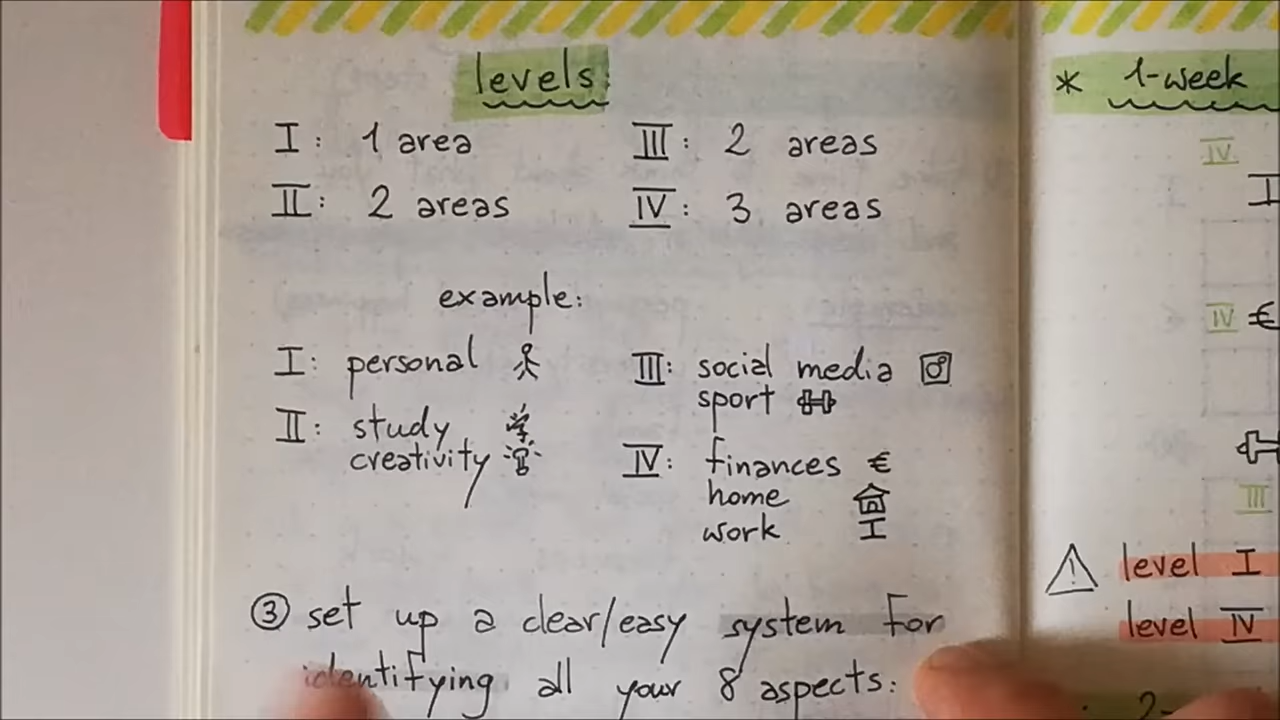 levels:
I: 1 area
II: 2 areas
III: 2 areas
IV: 3 areas
example:
I: personal
II: study
creativity
III: social media
sport
IV: finances €
home
work I
③ set up a clear/easy system for
identifying all your 8 aspects:
* 1-week
IV
I
IV €
III
level I
level IV